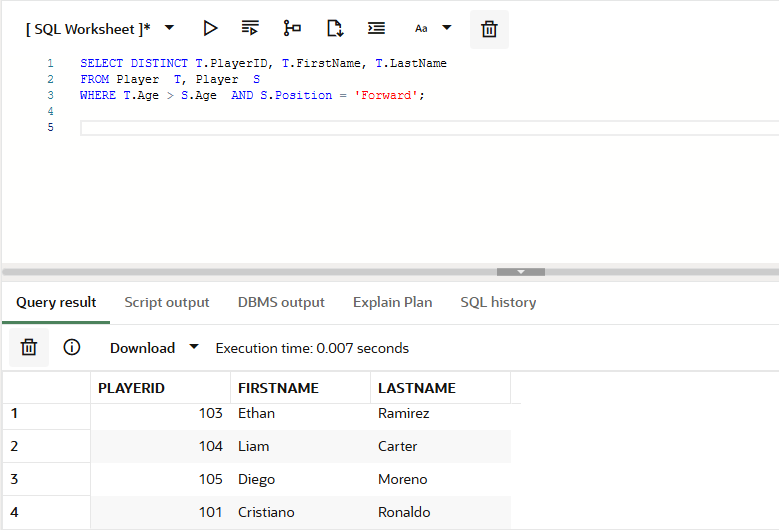 [ SQL Worksheet ]* Aa
1 SELECT DISTINCT T.PlayerID, T.FirstName, T.LastName
2 FROM Player  T, Player  S
3 WHERE T.Age > S.Age  AND S.Position = 'Forward';
4
5
Query result Script output DBMS output Explain Plan SQL history
Download Execution time: 0.007 seconds
PLAYERID FIRSTNAME LASTNAME
1 103 Ethan Ramirez
2 104 Liam Carter
3 105 Diego Moreno
4 101 Cristiano Ronaldo